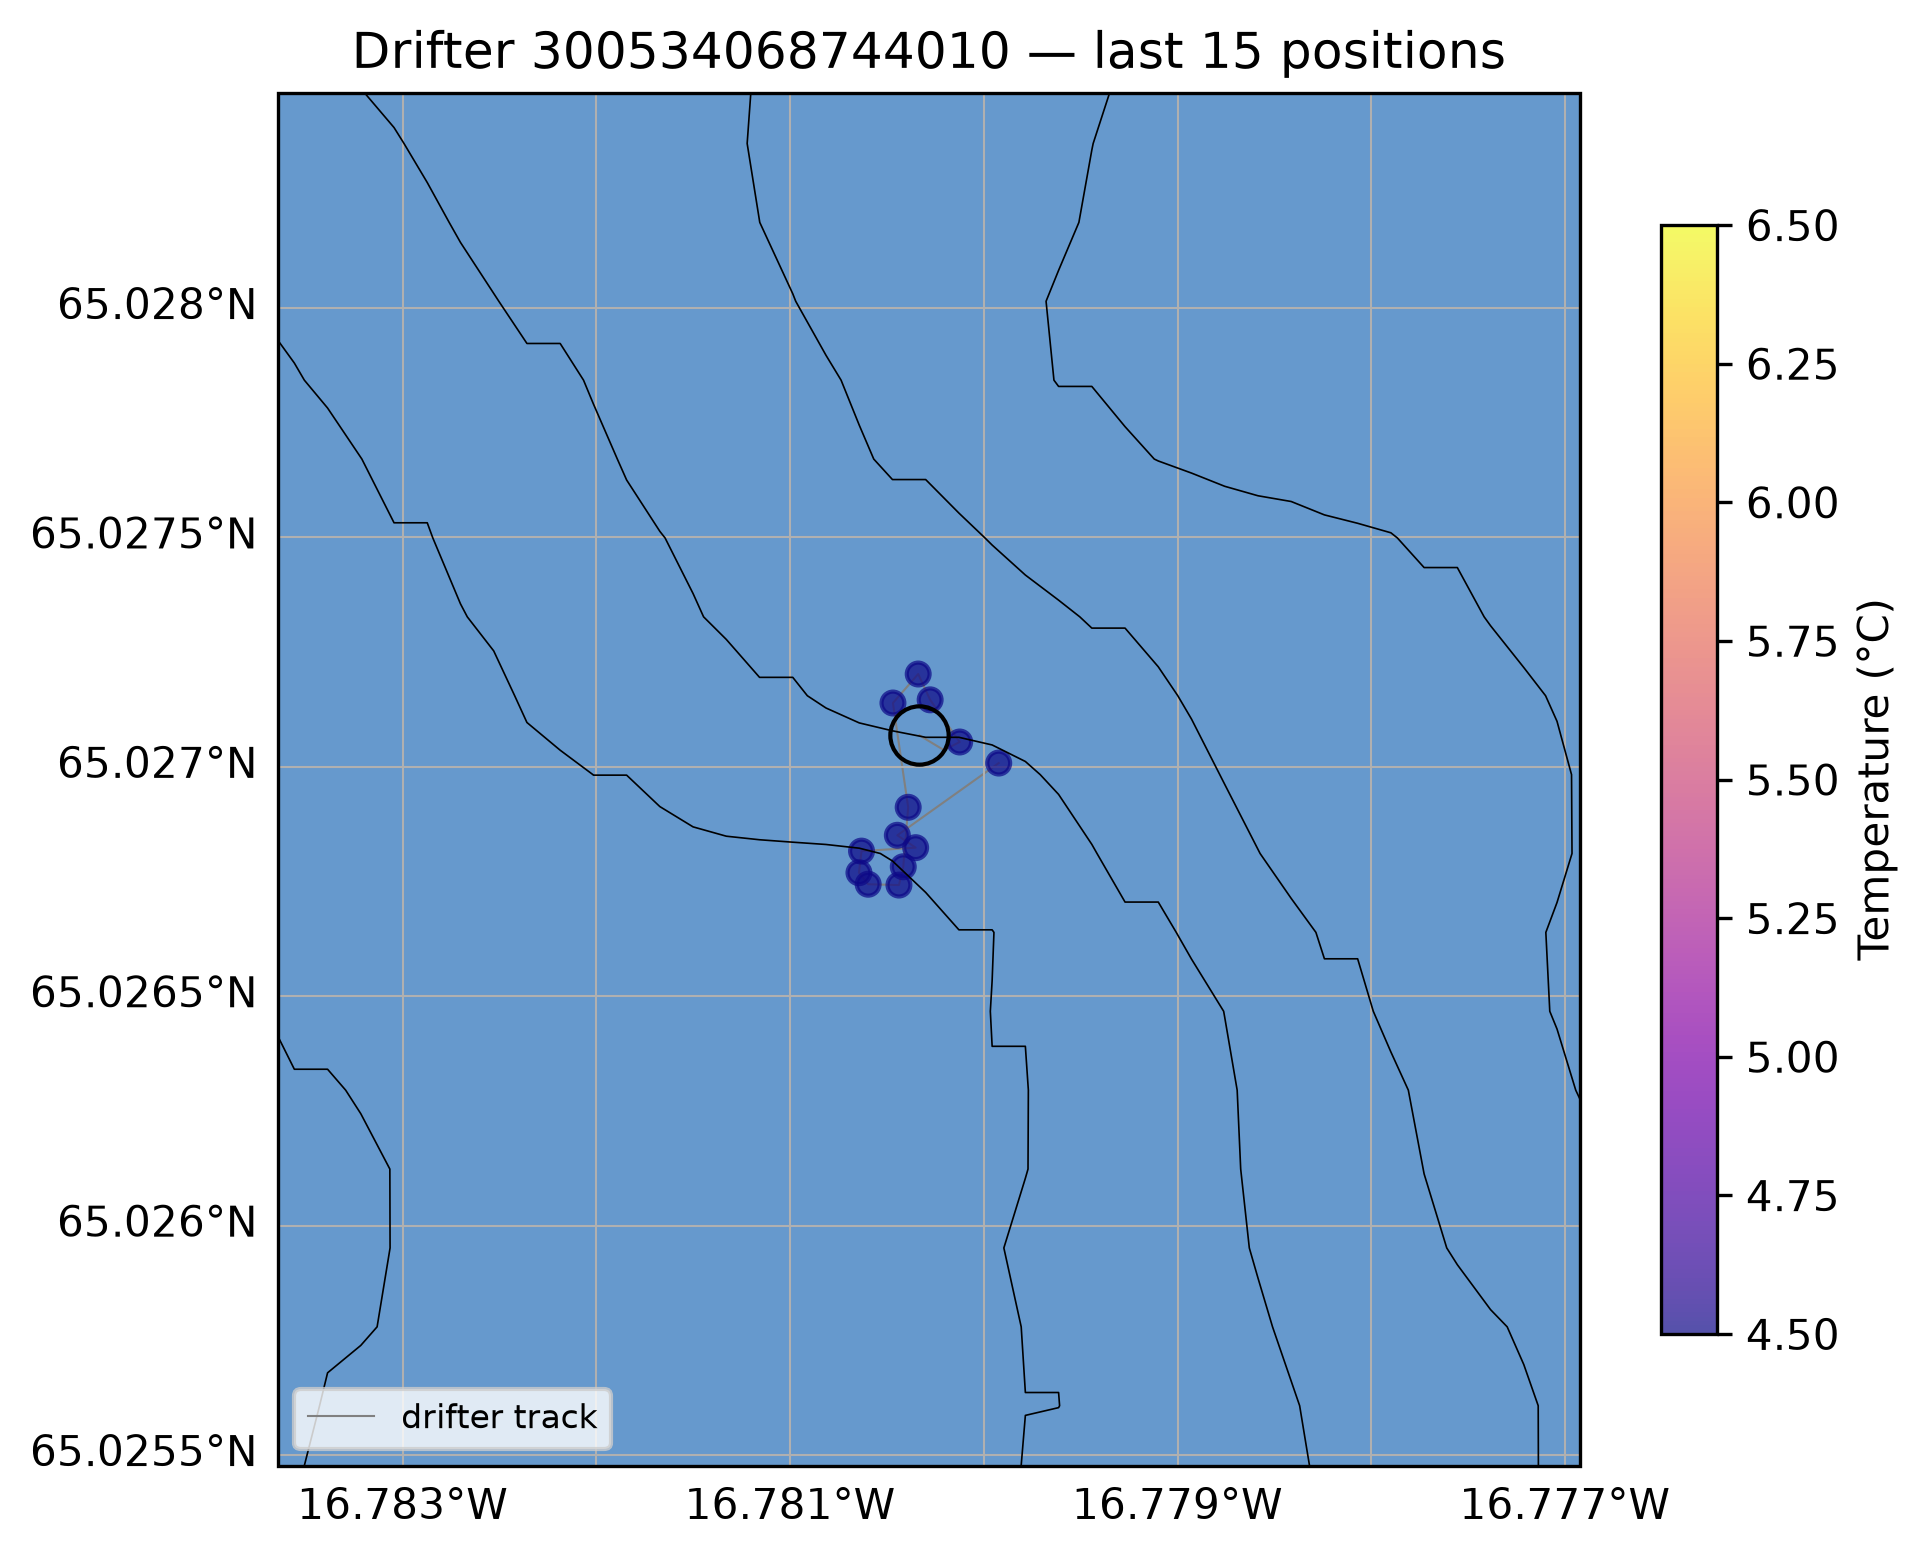 Drifter 300534068744010 — last 15 positions
65.028°N
65.0275°N
65.027°N
65.0265°N
65.026°N
65.0255°N
16.783°W
16.781°W
16.779°W
16.777°W
drifter track
6.50
6.25
6.00
5.75
5.50
5.25
5.00
4.75
4.50
Temperature (°C)